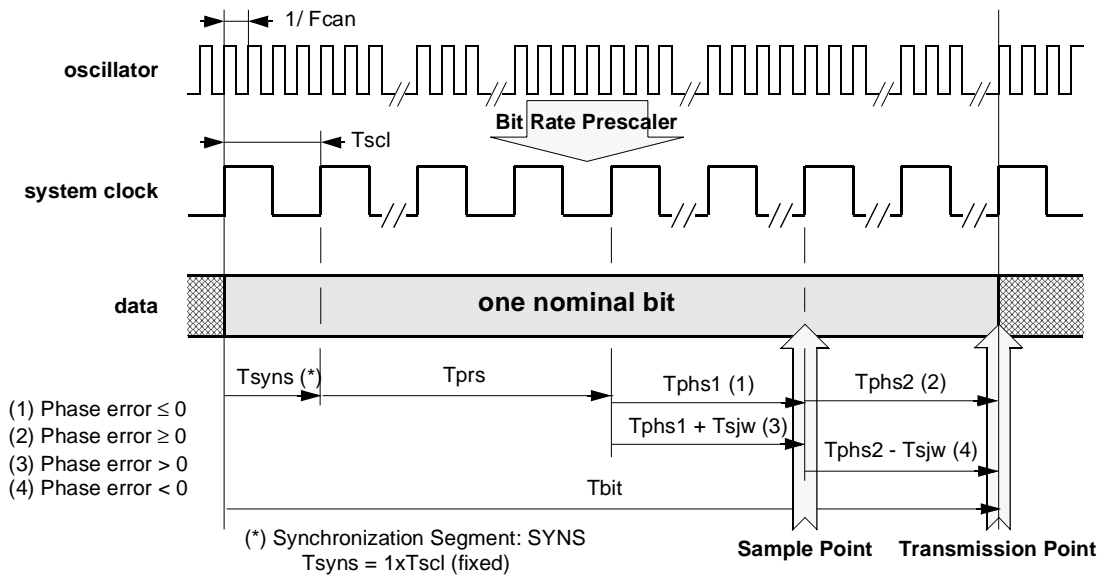 1/ Fcan
oscillator
Bit Rate Prescaler
Tscl
system clock
data
one nominal bit
Tsyns (*)
Tprs
Tphs1 (1)
Tphs2 (2)
(1) Phase error ≤ 0
(2) Phase error ≥ 0
(3) Phase error > 0
(4) Phase error < 0
Tphs1 + Tsjw (3)
Tphs2 - Tsjw (4)
Tbit
(*) Synchronization Segment: SYNS
Tsyns = 1xTscl (fixed)
Sample Point
Transmission Point